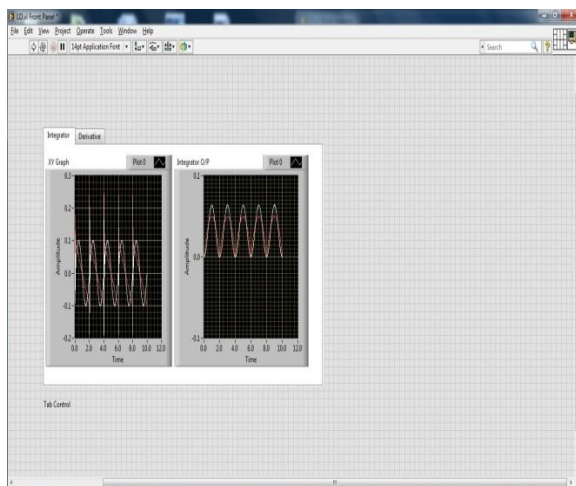 LO.vi Front Panel *
File Edit View Project Operate Tools Window Help
14pt Application Font
Search
Integrator Derivative
XY Graph Plot 0
0.3
0.2
0.1
0.0
-0.1
-0.2
Amplitude
0.0 2.0 4.0 6.0 8.0 10.0 12.0
Time
Integrator O/P Plot 0
0.1
0.0
-0.1
Amplitude
0.0 2.0 4.0 6.0 8.0 10.0 12.0
Time
Tab Control